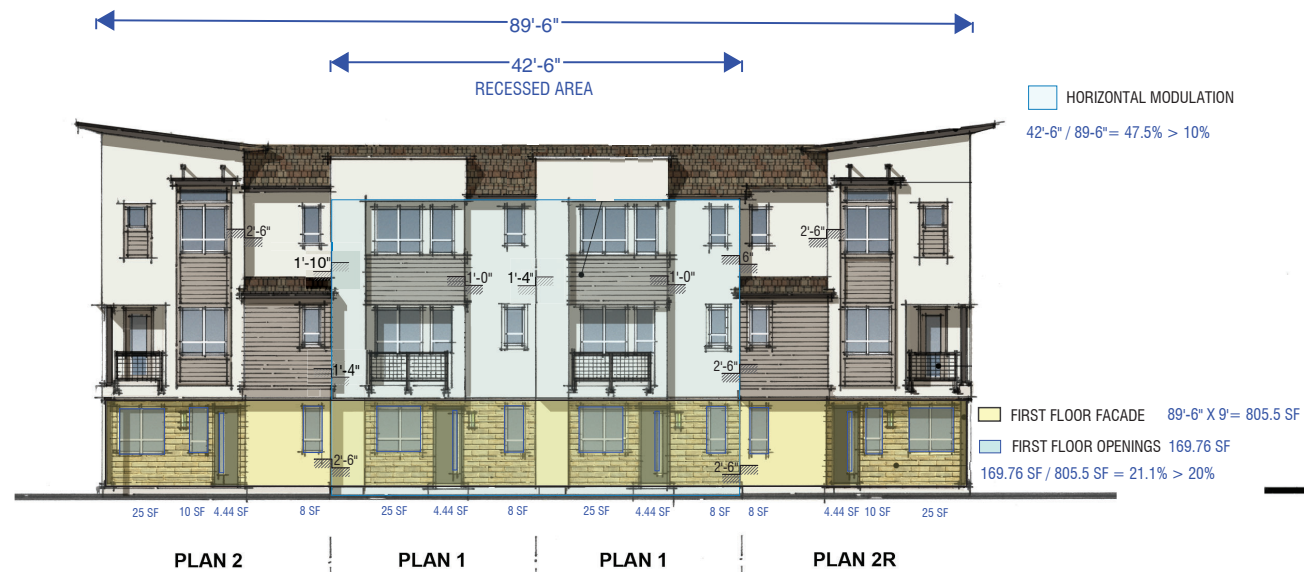 89'-6"
42'-6"
RECESSED AREA
HORIZONTAL MODULATION
42'-6" / 89-6"= 47.5% > 10%
2'-6"
2'-6"
1'-10"
6"
1'-0"
1'-4"
1'-0"
1'-4"
2'-6"
FIRST FLOOR FACADE 89'-6" X 9'= 805.5 SF
FIRST FLOOR OPENINGS 169.76 SF
2'-6"
2'-6"
169.76 SF / 805.5 SF = 21.1% > 20%
25 SF 10 SF 4.44 SF 8 SF 25 SF 4.44 SF 8 SF 25 SF 4.44 SF 8 SF 8 SF 4.44 SF 10 SF 25 SF
PLAN 2 PLAN 1 PLAN 1 PLAN 2R